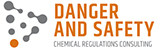 DANGER
AND SAFETY
CHEMICAL REGULATIONS CONSULTING